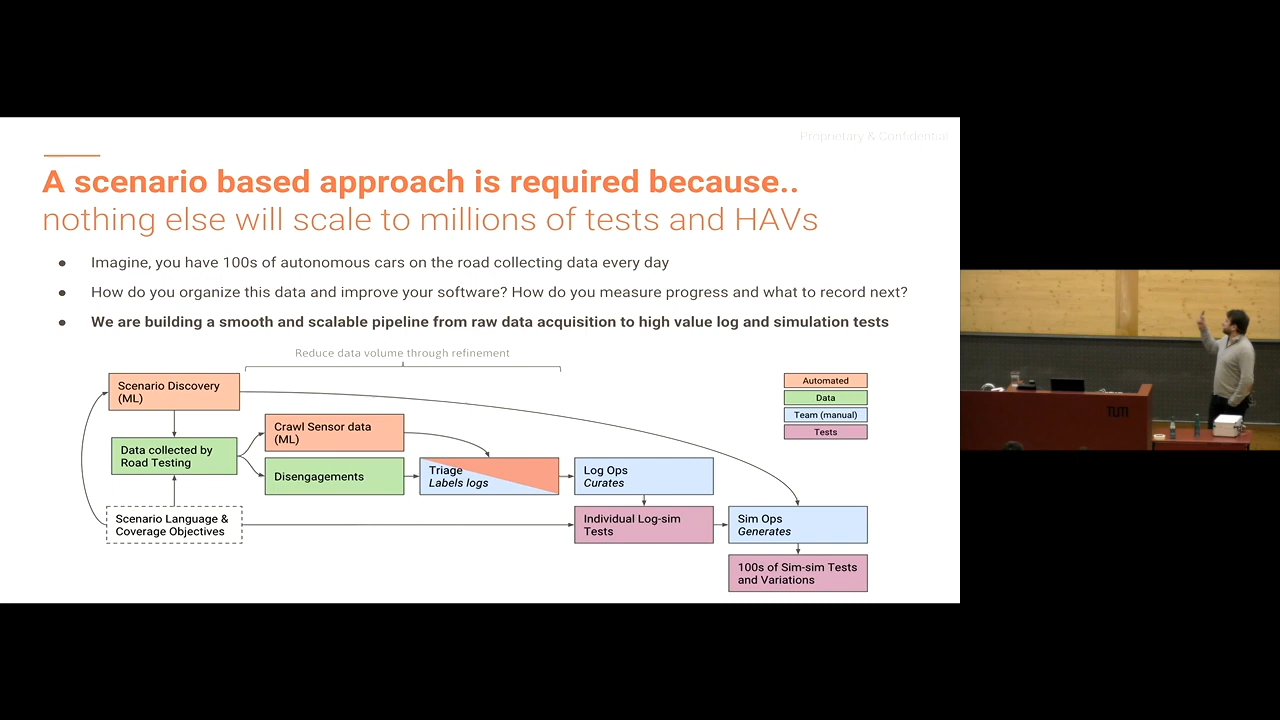 Proprietary & Confidential
A scenario based approach is required because..
nothing else will scale to millions of tests and HAVs
● Imagine, you have 100s of autonomous cars on the road collecting data every day
● How do you organize this data and improve your software? How do you measure progress and what to record next?
● We are building a smooth and scalable pipeline from raw data acquisition to high value log and simulation tests
Reduce data volume through refinement
Scenario Discovery
(ML)
Data collected by
Road Testing
Scenario Language &
Coverage Objectives
Crawl Sensor data
(ML)
Disengagements
Triage
Labels logs
Log Ops
Curates
Individual Log-sim
Tests
Sim Ops
Generates
100s of Sim-sim Tests
and Variations
Automated
Data
Team (manual)
Tests
TUM